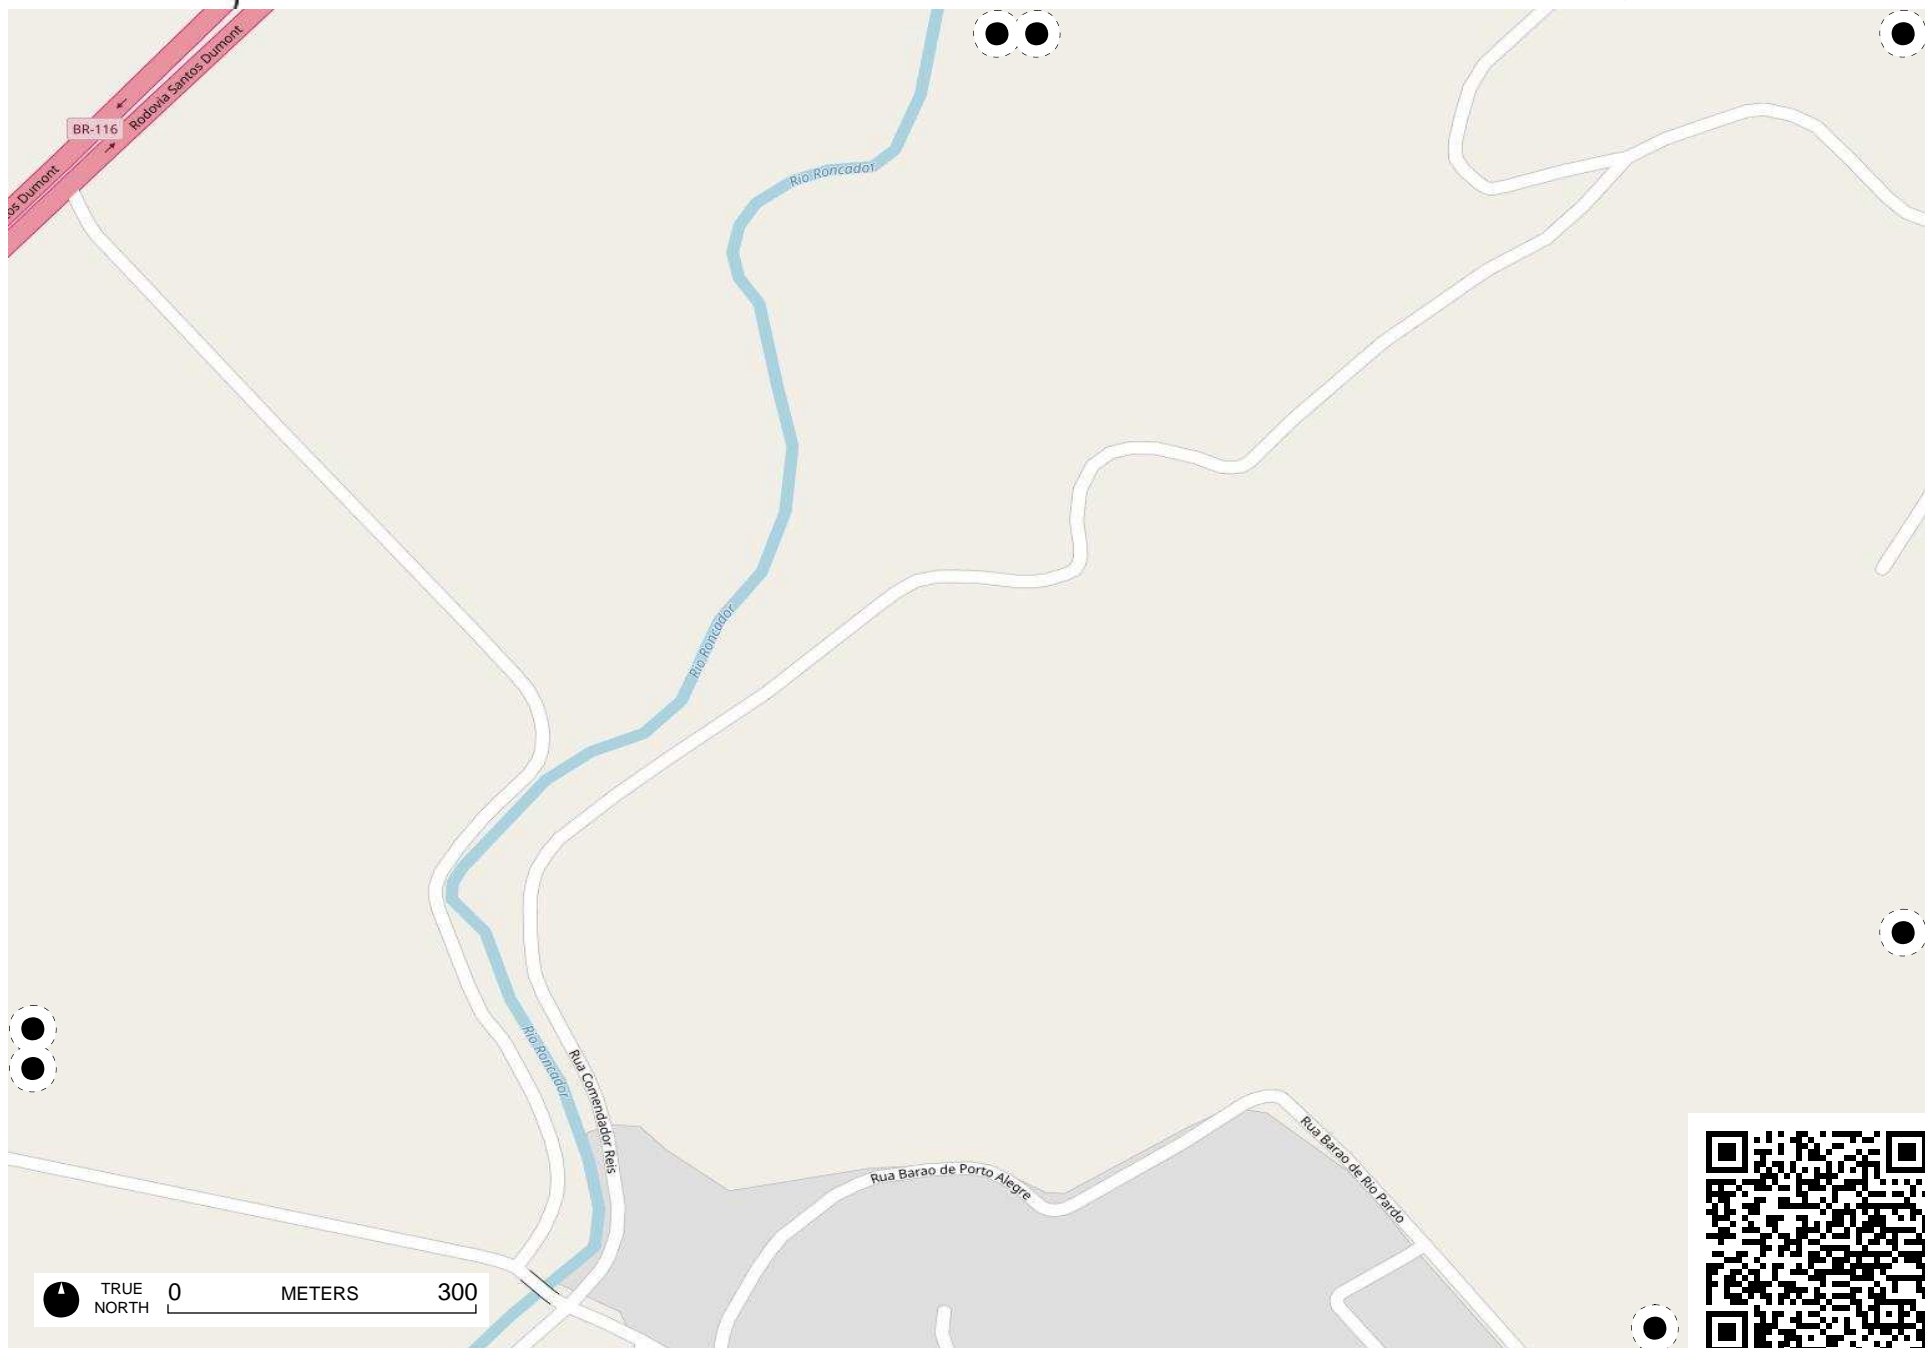 Rodovia Santos Dumont
BR-116
os Dumont
Rio Roncador
Rio Roncador
Rio Roncador
Rua Comendador Reis
Rua Barao de Porto Alegre
Rua Barao de Rio Pardo
TRUE
NORTH
0 METERS 300